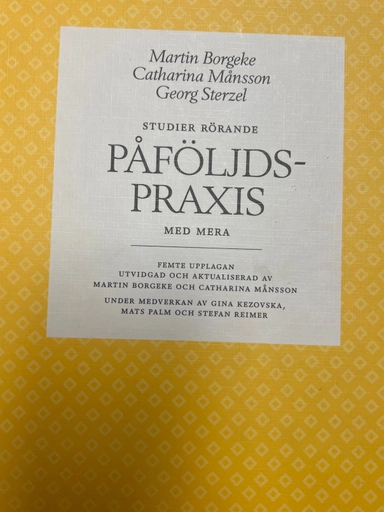 Martin Borgeke
Catharina Månsson
Georg Sterzel
STUDIER RÖRANDE
PÅFÖLJDS-
PRAXIS
MED MERA
FEMTE UPPLAGAN
UTVIDGAD OCH AKTUALISERAD AV
MARTIN BORGEKE OCH CATHARINA MÅNSSON
UNDER MEDVERKAN AV GINA KEZOVSKA,
MATS PALM OCH STEFAN REIMER